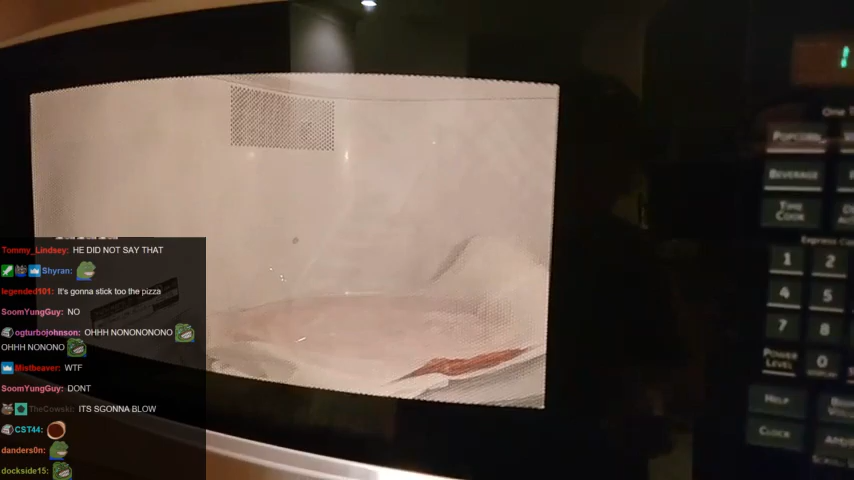 Tommy_Lindsey: HE DID NOT SAY THAT
Shyran:
legend101: It's gonna stick too the pizza
SoomYungGuy: NO
ogturbojohnson: OHHH NONONONONO
OHHH NONONO
Mistbeaver: WTF
SoomYungGuy: DONT
TheCowski: ITS SGONNA BLOW
CST44:
danders0n:
dockside15:
POPCORN
BEVERAGE
TIME
COOK
1
2
4
5
7
8
POWER
LEVEL
0
HELP
CLOCK